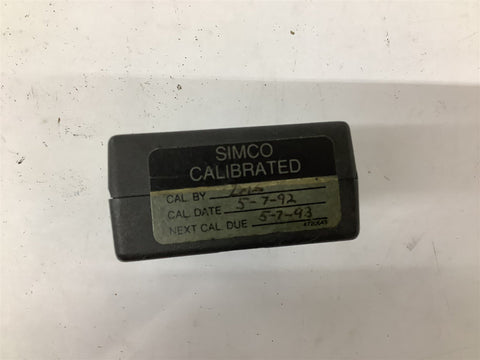 SIMCO
CALIBRATED
CAL. BY
CAL. DATE 5-7-92
NEXT CAL. DUE 5-7-93